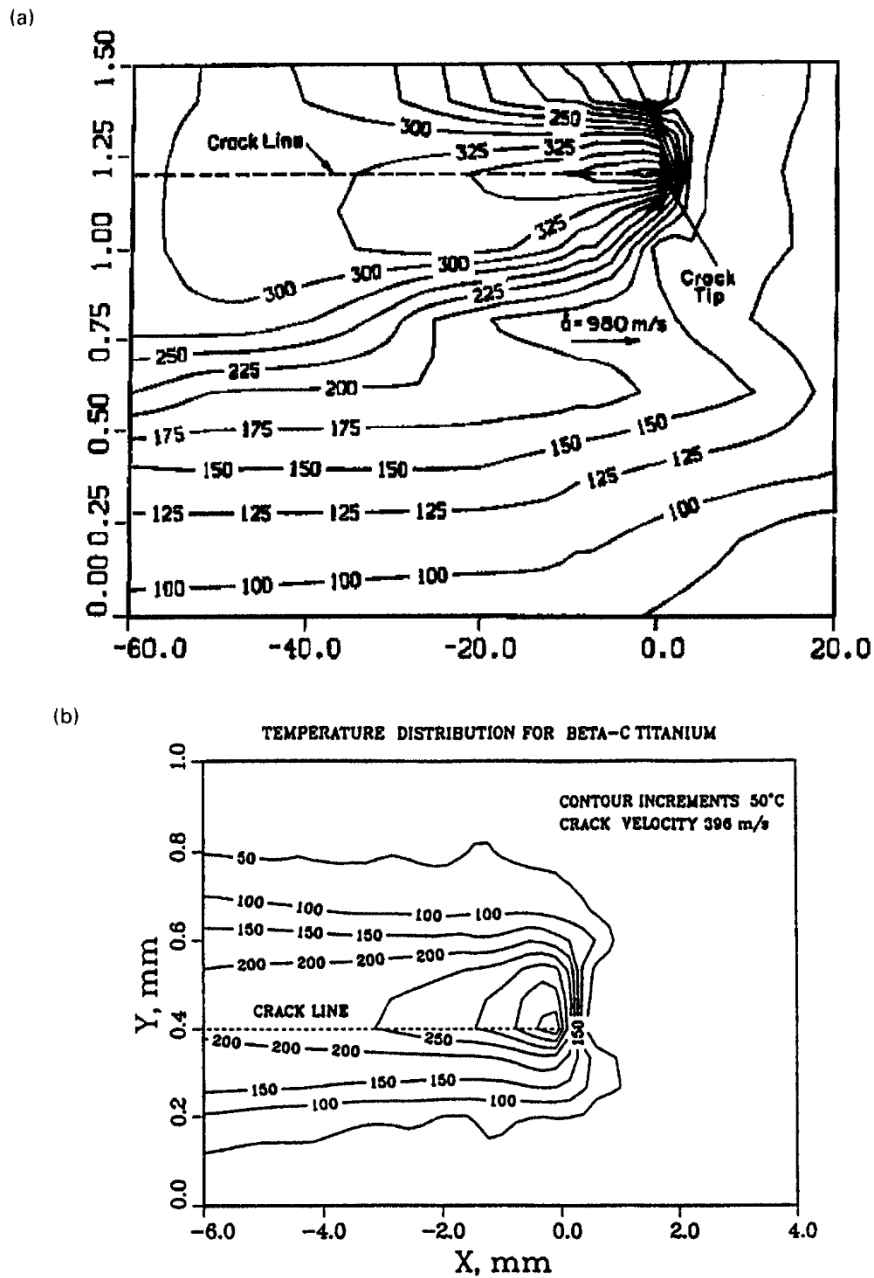 (a)
1.50
1.25
1.00
0.75
0.50
0.25
0.00
-60.0 -40.0 -20.0 0.0 20.0
Crack Line
300
250
325
325
325
300
300
300
225
Crack
Tip
ȧ= 980 m/s
250
225
200
175 175 175
150 150 150 150 150
125 125 125 125 125 125
100 100 100 100 100
(b)
TEMPERATURE DISTRIBUTION FOR BETA-C TITANIUM
CONTOUR INCREMENTS 50°C
CRACK VELOCITY 396 m/s
Y, mm
1.0
0.8
0.6
0.4
0.2
0.0
50
100 100 100 100
150 150 150
200 200 200 200
CRACK LINE
250
200 200 200
150
150 150 150
100 100
-6.0 -4.0 -2.0 0.0 2.0 4.0
X, mm